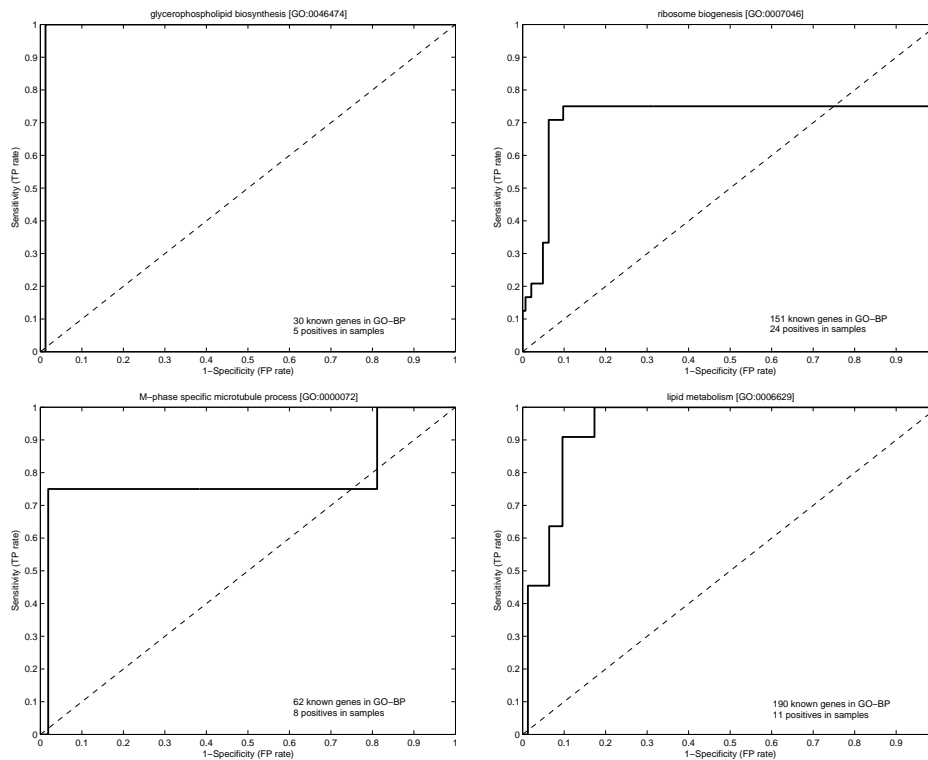 glycerophospholipid biosynthesis [GO:0046474]
1
0.9
0.8
0.7
0.6
0.5
0.4
0.3
0.2
0.1
0
Sensitivity (TP rate)
30 known genes in GO−BP
5 positives in samples
0 0.1 0.2 0.3 0.4 0.5 0.6 0.7 0.8 0.9 1
1−Specificity (FP rate)
ribosome biogenesis [GO:0007046]
1
0.9
0.8
0.7
0.6
0.5
0.4
0.3
0.2
0.1
0
Sensitivity (TP rate)
151 known genes in GO−BP
24 positives in samples
0 0.1 0.2 0.3 0.4 0.5 0.6 0.7 0.8 0.9
1−Specificity (FP rate)
M−phase specific microtubule process [GO:0000072]
1
0.9
0.8
0.7
0.6
0.5
0.4
0.3
0.2
0.1
0
Sensitivity (TP rate)
62 known genes in GO−BP
8 positives in samples
0 0.1 0.2 0.3 0.4 0.5 0.6 0.7 0.8 0.9 1
1−Specificity (FP rate)
lipid metabolism [GO:0006629]
1
0.9
0.8
0.7
0.6
0.5
0.4
0.3
0.2
0.1
0
Sensitivity (TP rate)
190 known genes in GO−BP
11 positives in samples
0 0.1 0.2 0.3 0.4 0.5 0.6 0.7 0.8 0.9
1−Specificity (FP rate)